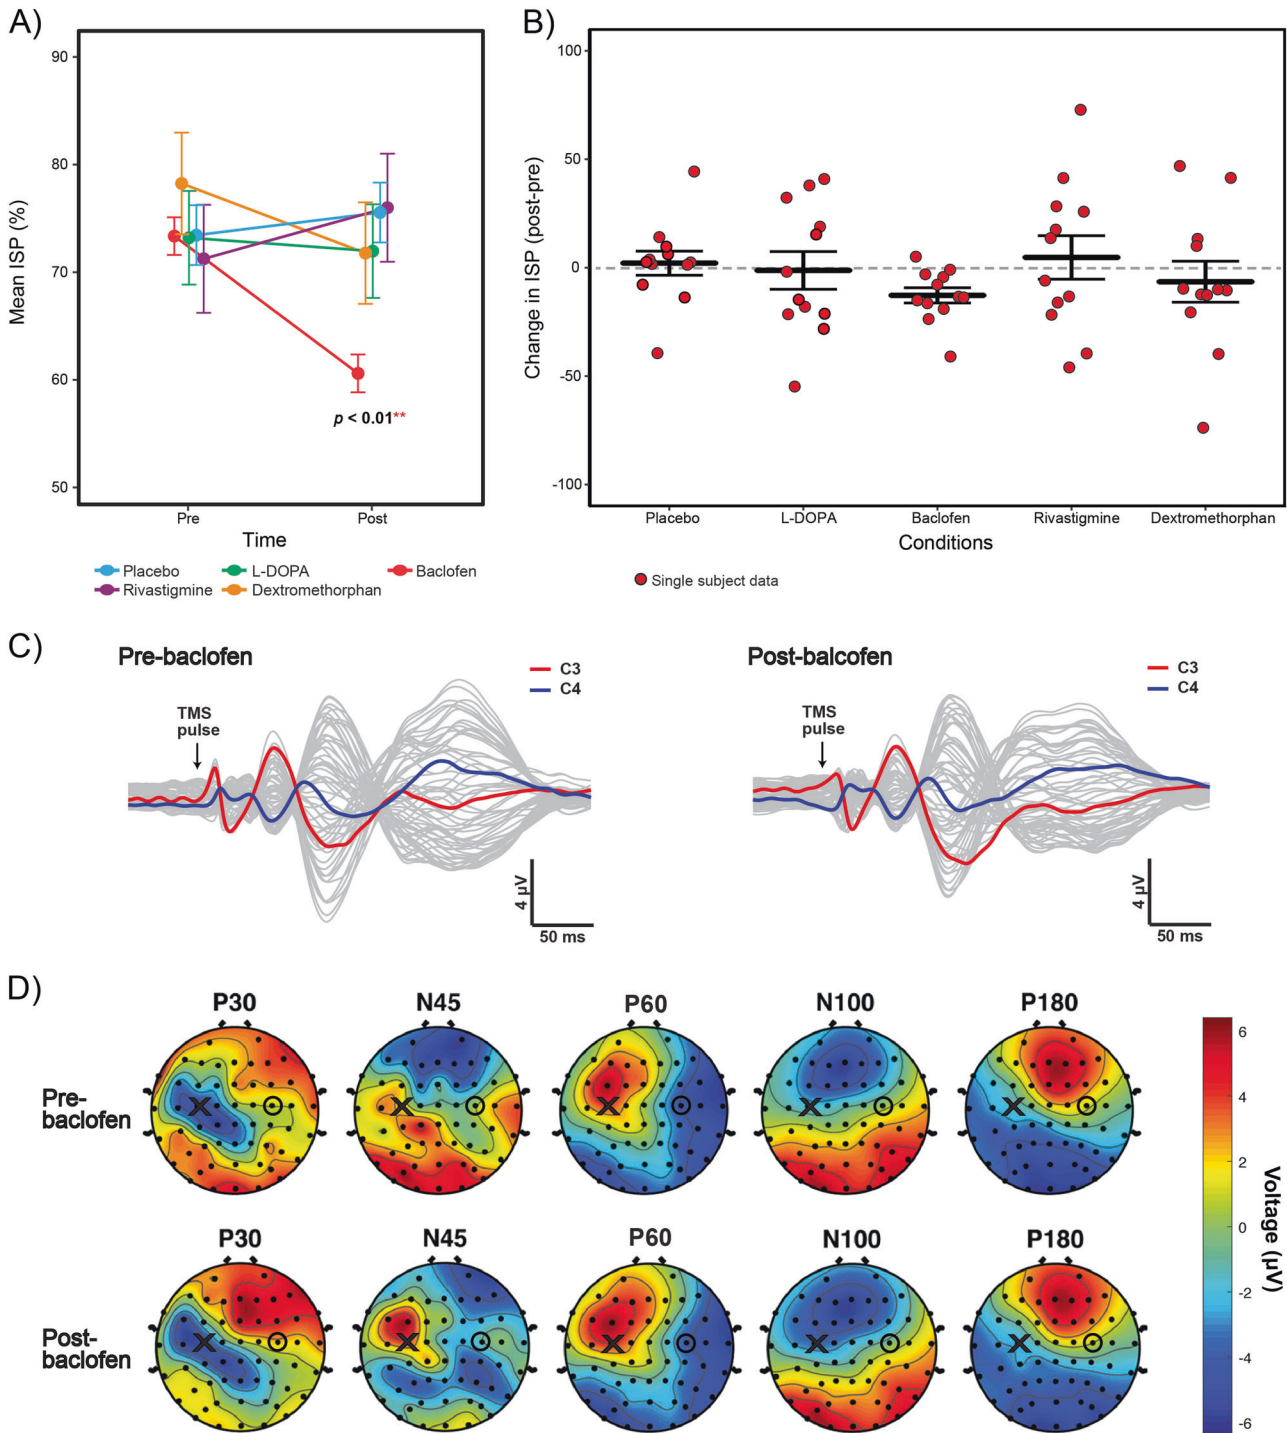 A)
90
80
70
60
50
Mean ISP (%)
p < 0.01**
Pre
Post
Time
Placebo
L-DOPA
Baclofen
Rivastigmine
Dextromethorphan
B)
100
50
0
-50
-100
Change in ISP (post-pre)
Placebo
L-DOPA
Baclofen
Rivastigmine
Dextromethorphan
Conditions
Single subject data
C)
Pre-baclofen
C3
C4
TMS
pulse
4 µV
50 ms
Post-balcofen
C3
C4
TMS
pulse
4 µV
50 ms
D)
P30
N45
P60
N100
P180
Pre-
baclofen
X
X
X
X
X
P30
N45
P60
N100
P180
Post-
baclofen
X
X
X
X
X
6
4
2
0
-2
-4
-6
Voltage (µV)